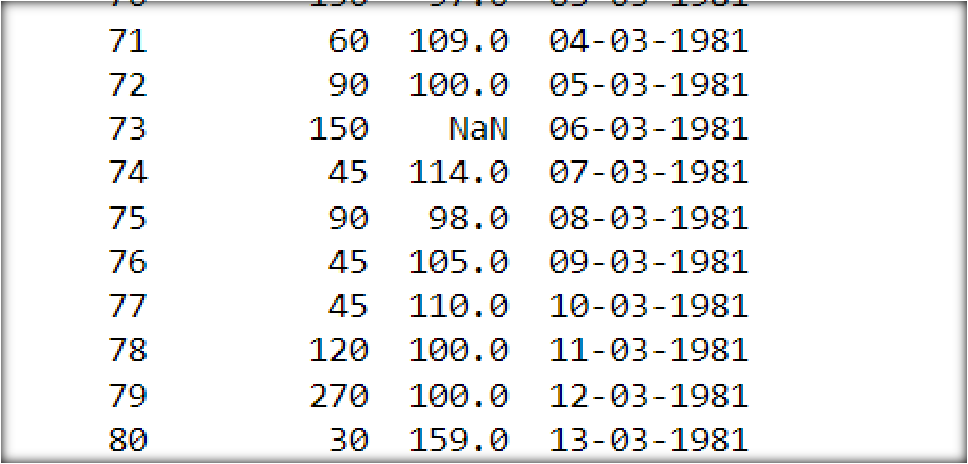 71 60 109.0 04-03-1981
72 90 100.0 05-03-1981
73 150 NaN 06-03-1981
74 45 114.0 07-03-1981
75 90 98.0 08-03-1981
76 45 105.0 09-03-1981
77 45 110.0 10-03-1981
78 120 100.0 11-03-1981
79 270 100.0 12-03-1981
80 30 159.0 13-03-1981